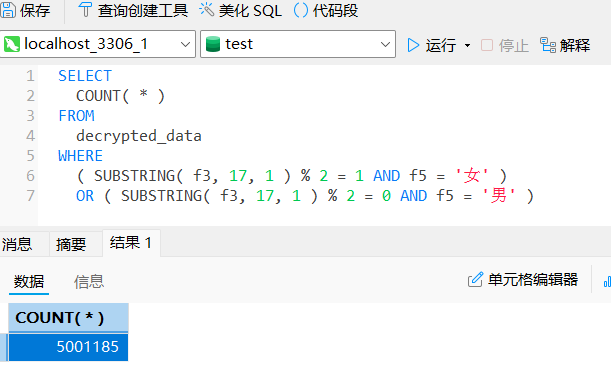 保存 查询创建工具 美化 SQL () 代码段
localhost_3306_1 test 运行 停止 解释
1 SELECT
2 COUNT( * )
3 FROM
4 decrypted_data
5 WHERE
6 ( SUBSTRING( f3, 17, 1 ) % 2 = 1 AND f5 = '女' )
7 OR ( SUBSTRING( f3, 17, 1 ) % 2 = 0 AND f5 = '男' )
消息 摘要 结果 1
数据 信息 单元格编辑器
COUNT( * )
5001185